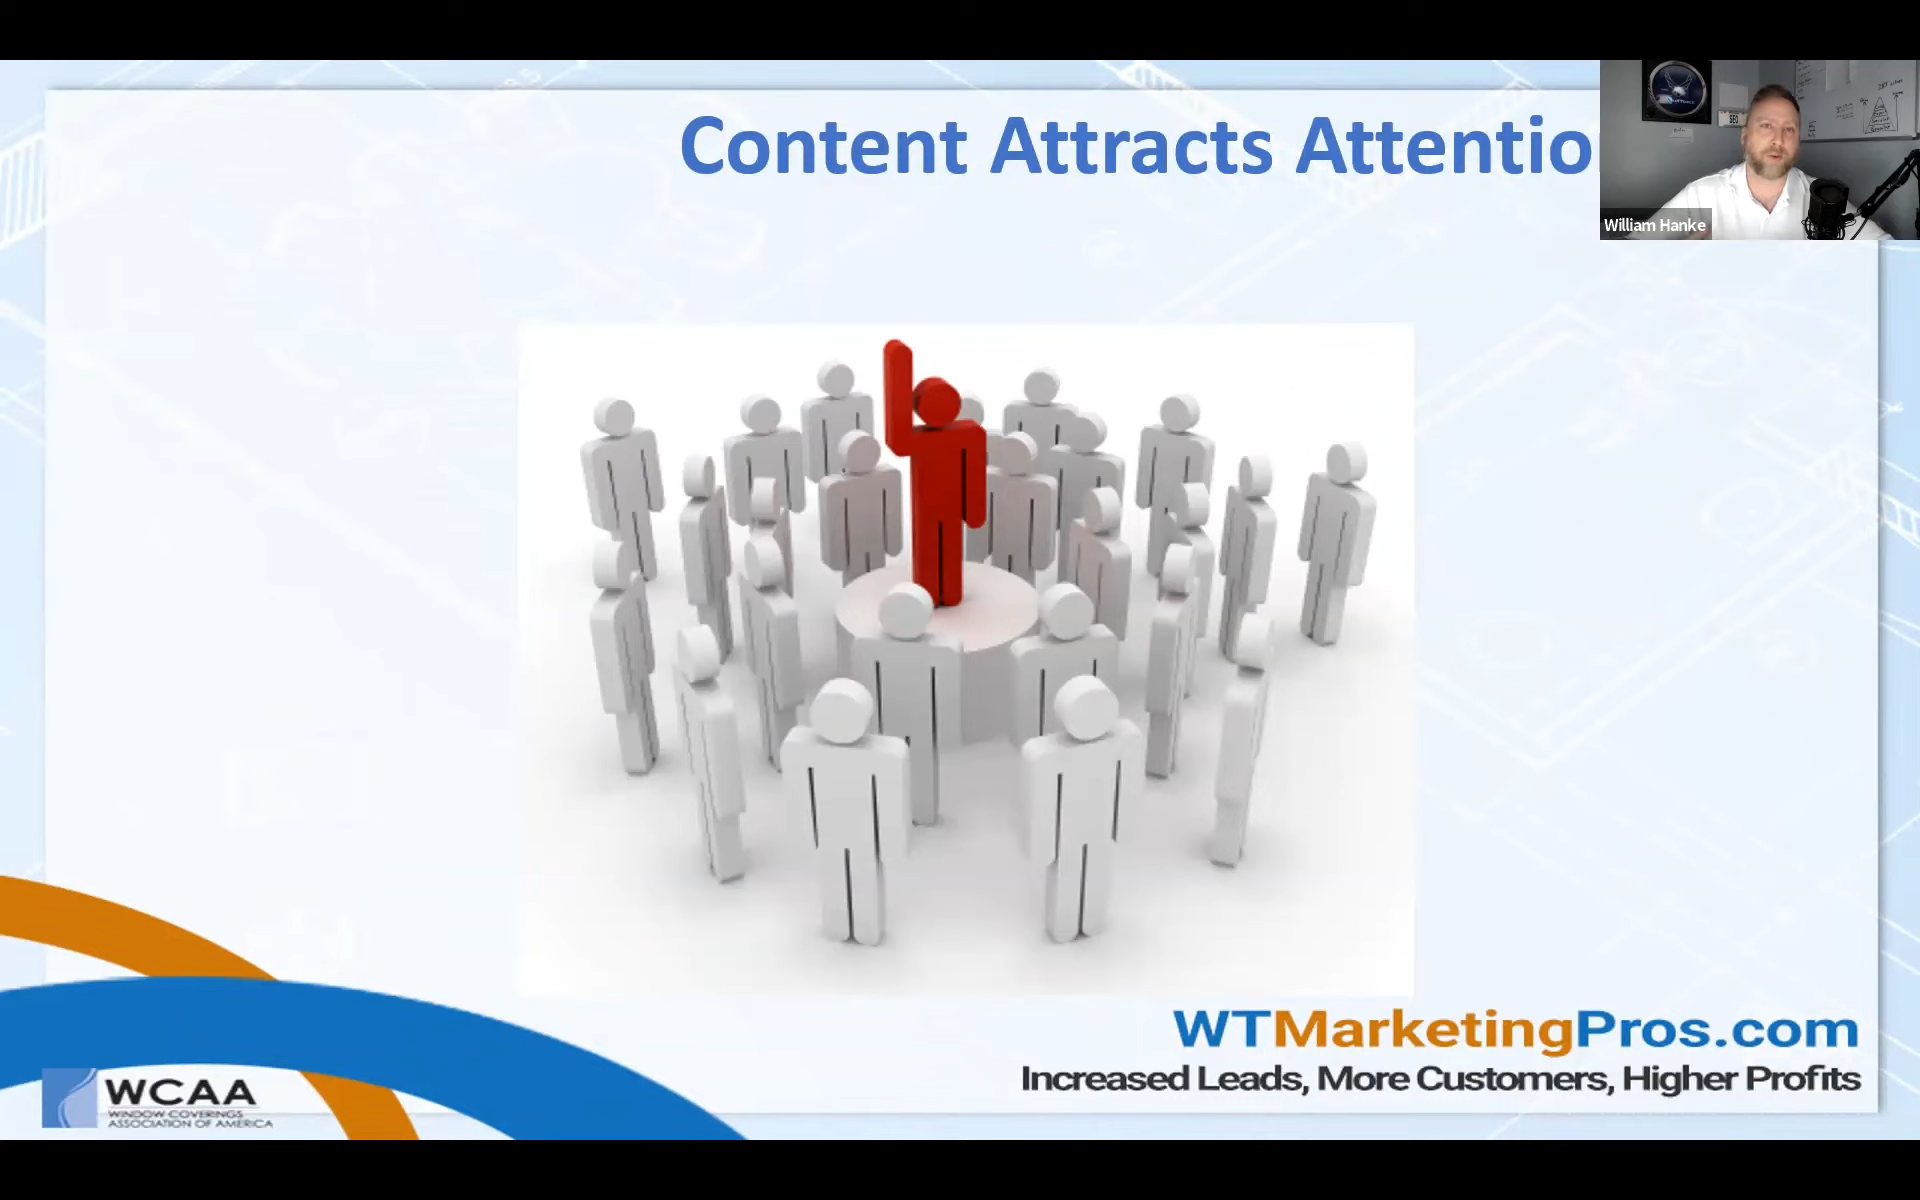 Content Attracts Attentio
SEO
William Hanke
WTMarketingPros.com
Increased Leads, More Customers, Higher Profits
WCAA
WINDOW COVERINGS
ASSOCIATION OF AMERICA